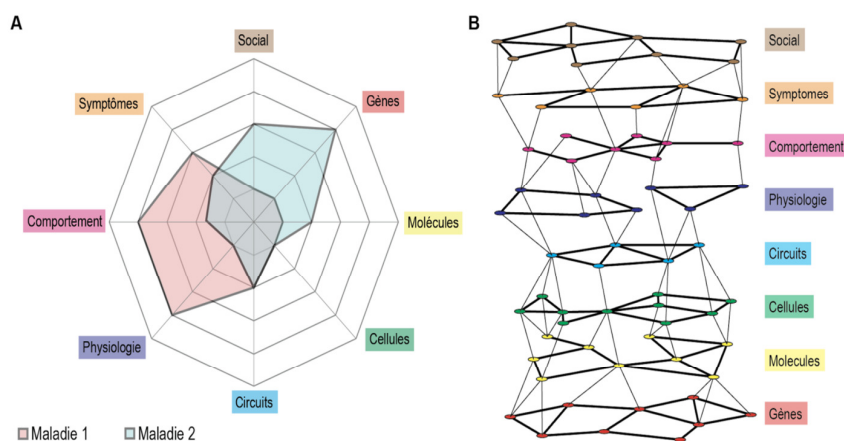 A
Social
Gènes
Symptômes
Comportement
Molécules
Physiologie
Cellules
Circuits
Maladie 1
Maladie 2
B
Social
Symptomes
Comportement
Physiologie
Circuits
Cellules
Molecules
Gènes